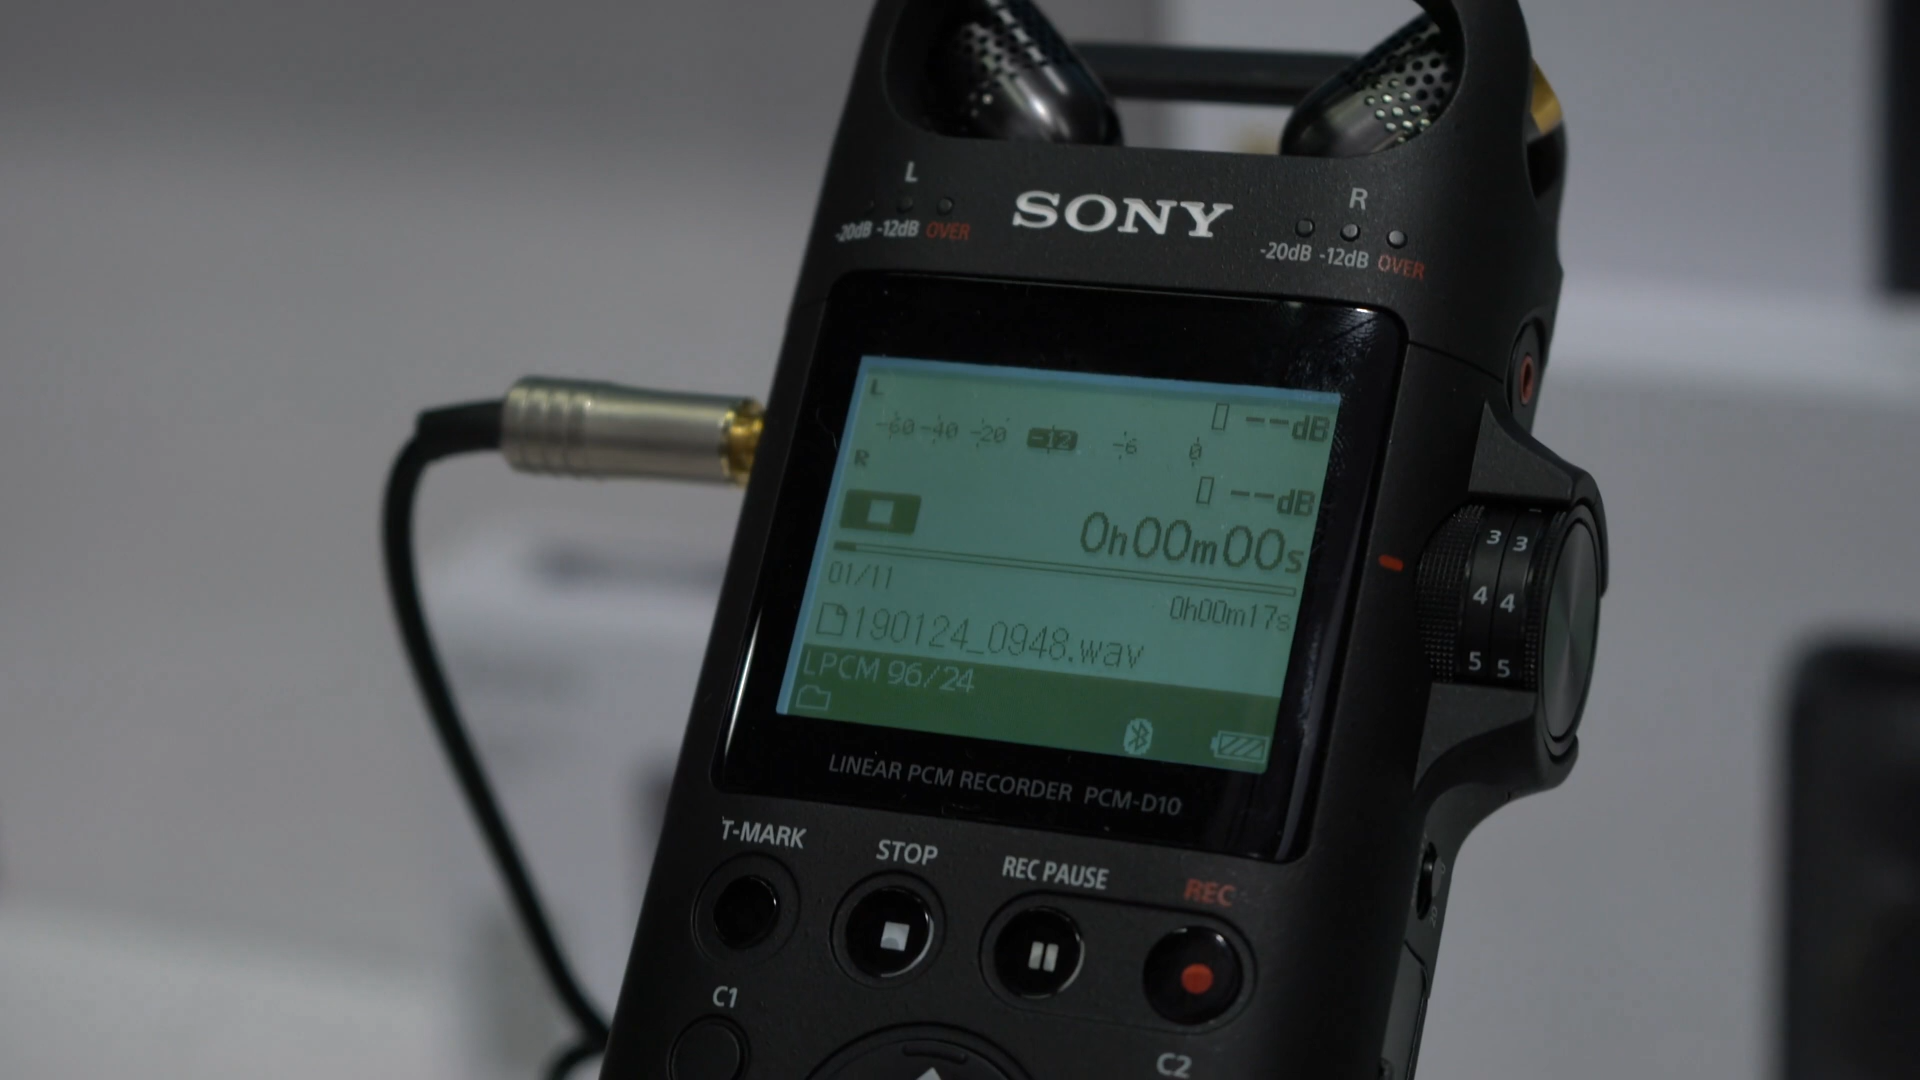 L
R
SONY
-20dB -12dB OVER
-20dB -12dB OVER
L
-60 -40 -20 -12 -6 0
--dB
R
--dB
0h00m00s
01/11
0h00m17s
190124_0948.wav
LPCM 96/24
LINEAR PCM RECORDER PCM-D10
T-MARK
STOP
REC PAUSE
REC
C1
C2
3 3
4 4
5 5